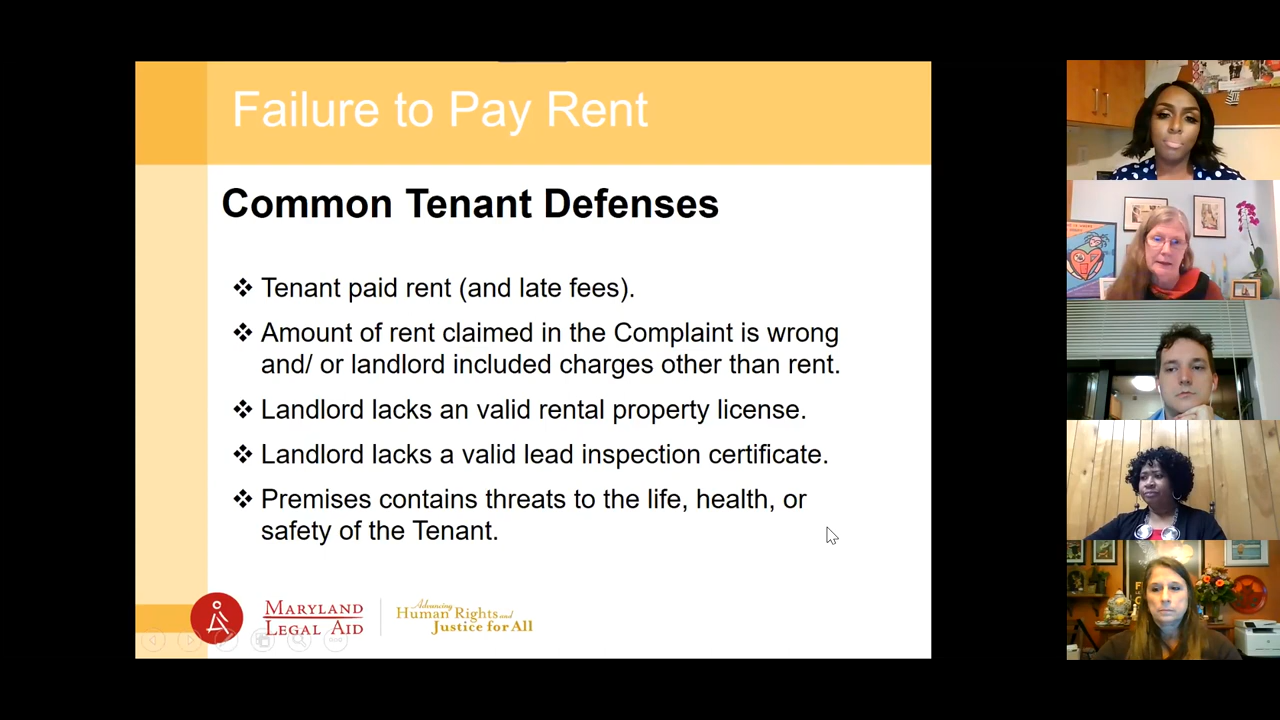 Failure to Pay Rent
Common Tenant Defenses
❖ Tenant paid rent (and late fees).
❖ Amount of rent claimed in the Complaint is wrong
and/ or landlord included charges other than rent.
❖ Landlord lacks an valid rental property license.
❖ Landlord lacks a valid lead inspection certificate.
❖ Premises contains threats to the life, health, or
safety of the Tenant.
MARYLAND
LEGAL AID
Advancing
Human Rights and
Justice for All